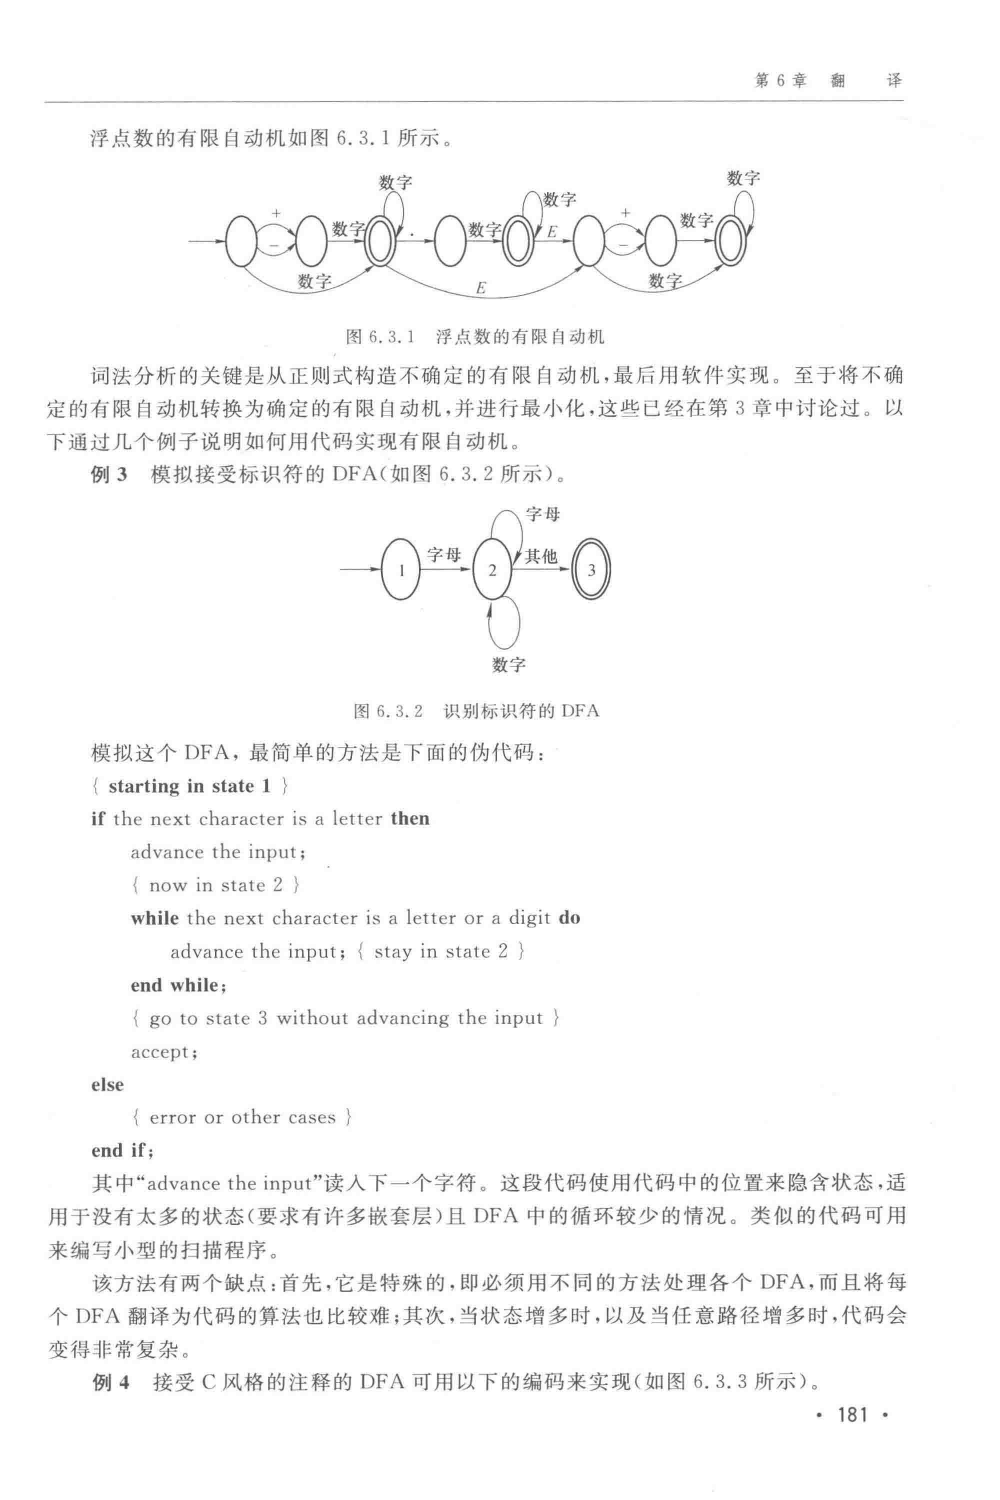 第6章 翻 译
浮点数的有限自动机如图 6.3.1 所示。
数字
数字
数字
+
−
数字
.
数字
E
+
−
数字
数字
E
数字
图 6.3.1 浮点数的有限自动机
词法分析的关键是从正则式构造不确定的有限自动机,最后用软件实现。至于将不确
定的有限自动机转换为确定的有限自动机,并进行最小化,这些已经在第 3 章中讨论过。以
下通过几个例子说明如何用代码实现有限自动机。
例 3 模拟接受标识符的 DFA(如图 6.3.2 所示)。
字母
字母
其他
1
2
3
数字
图 6.3.2 识别标识符的 DFA
模拟这个 DFA, 最简单的方法是下面的伪代码:
{ starting in state 1 }
if the next character is a letter then
advance the input;
{ now in state 2 }
while the next character is a letter or a digit do
advance the input; { stay in state 2 }
end while;
{ go to state 3 without advancing the input }
accept;
else
{ error or other cases }
end if;
其中“advance the input”读入下一个字符。这段代码使用代码中的位置来隐含状态,适
用于没有太多的状态(要求有许多嵌套层)且 DFA 中的循环较少的情况。类似的代码可用
来编写小型的扫描程序。
该方法有两个缺点:首先,它是特殊的,即必须用不同的方法处理各个 DFA,而且将每
个 DFA 翻译为代码的算法也比较难;其次,当状态增多时,以及当任意路径增多时,代码会
变得非常复杂。
例 4 接受 C 风格的注释的 DFA 可用以下的编码来实现(如图 6.3.3 所示)。
· 181 ·